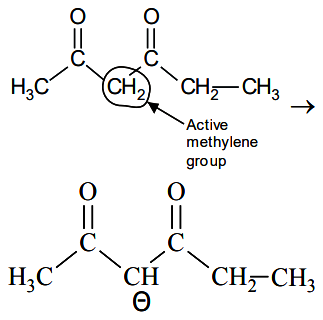 O O
C C
H₃C CH₂ CH₂—CH₃ →
Active
methylene
group
O O
C C
H₃C CH CH₂—CH₃
Θ